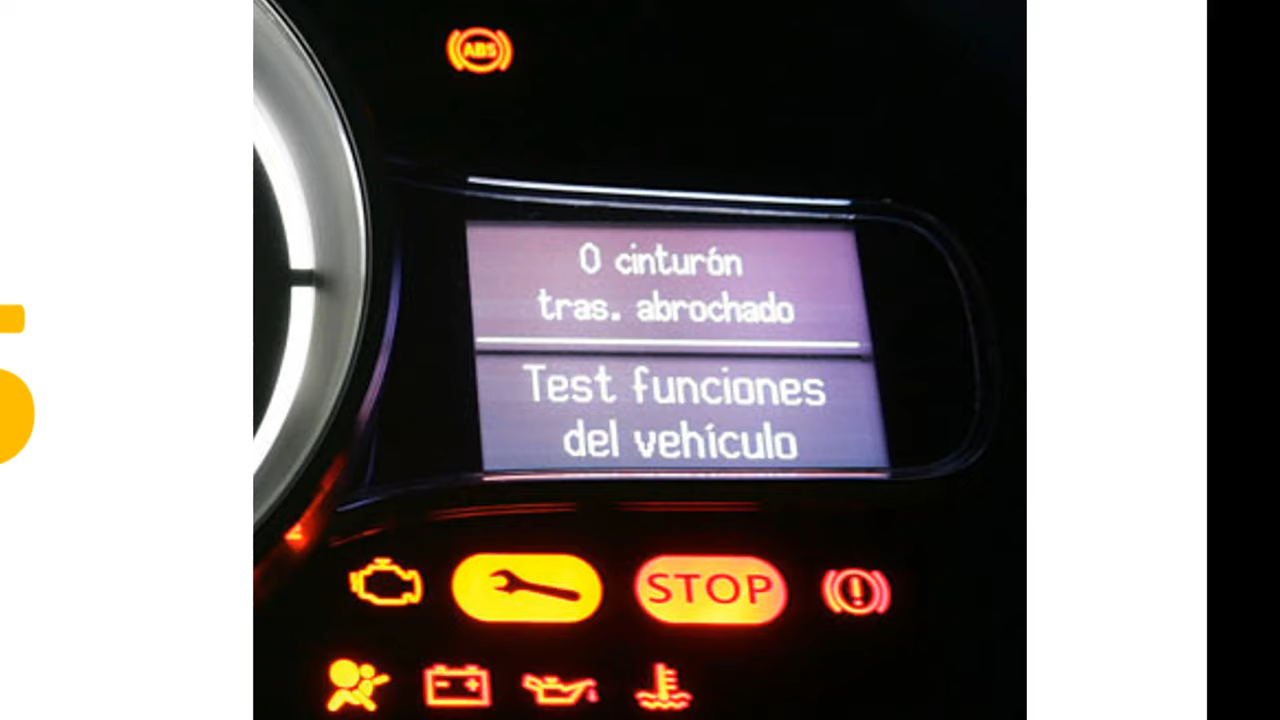 ABS
0 cinturón
tras. abrochado
Test funciones
del vehículo
STOP